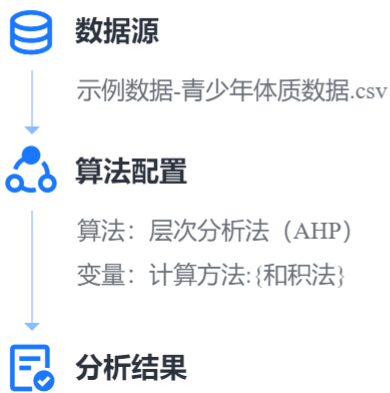 数据源
示例数据-青少年体质数据.csv
算法配置
算法：层次分析法（AHP）
变量：计算方法:{和积法}
分析结果